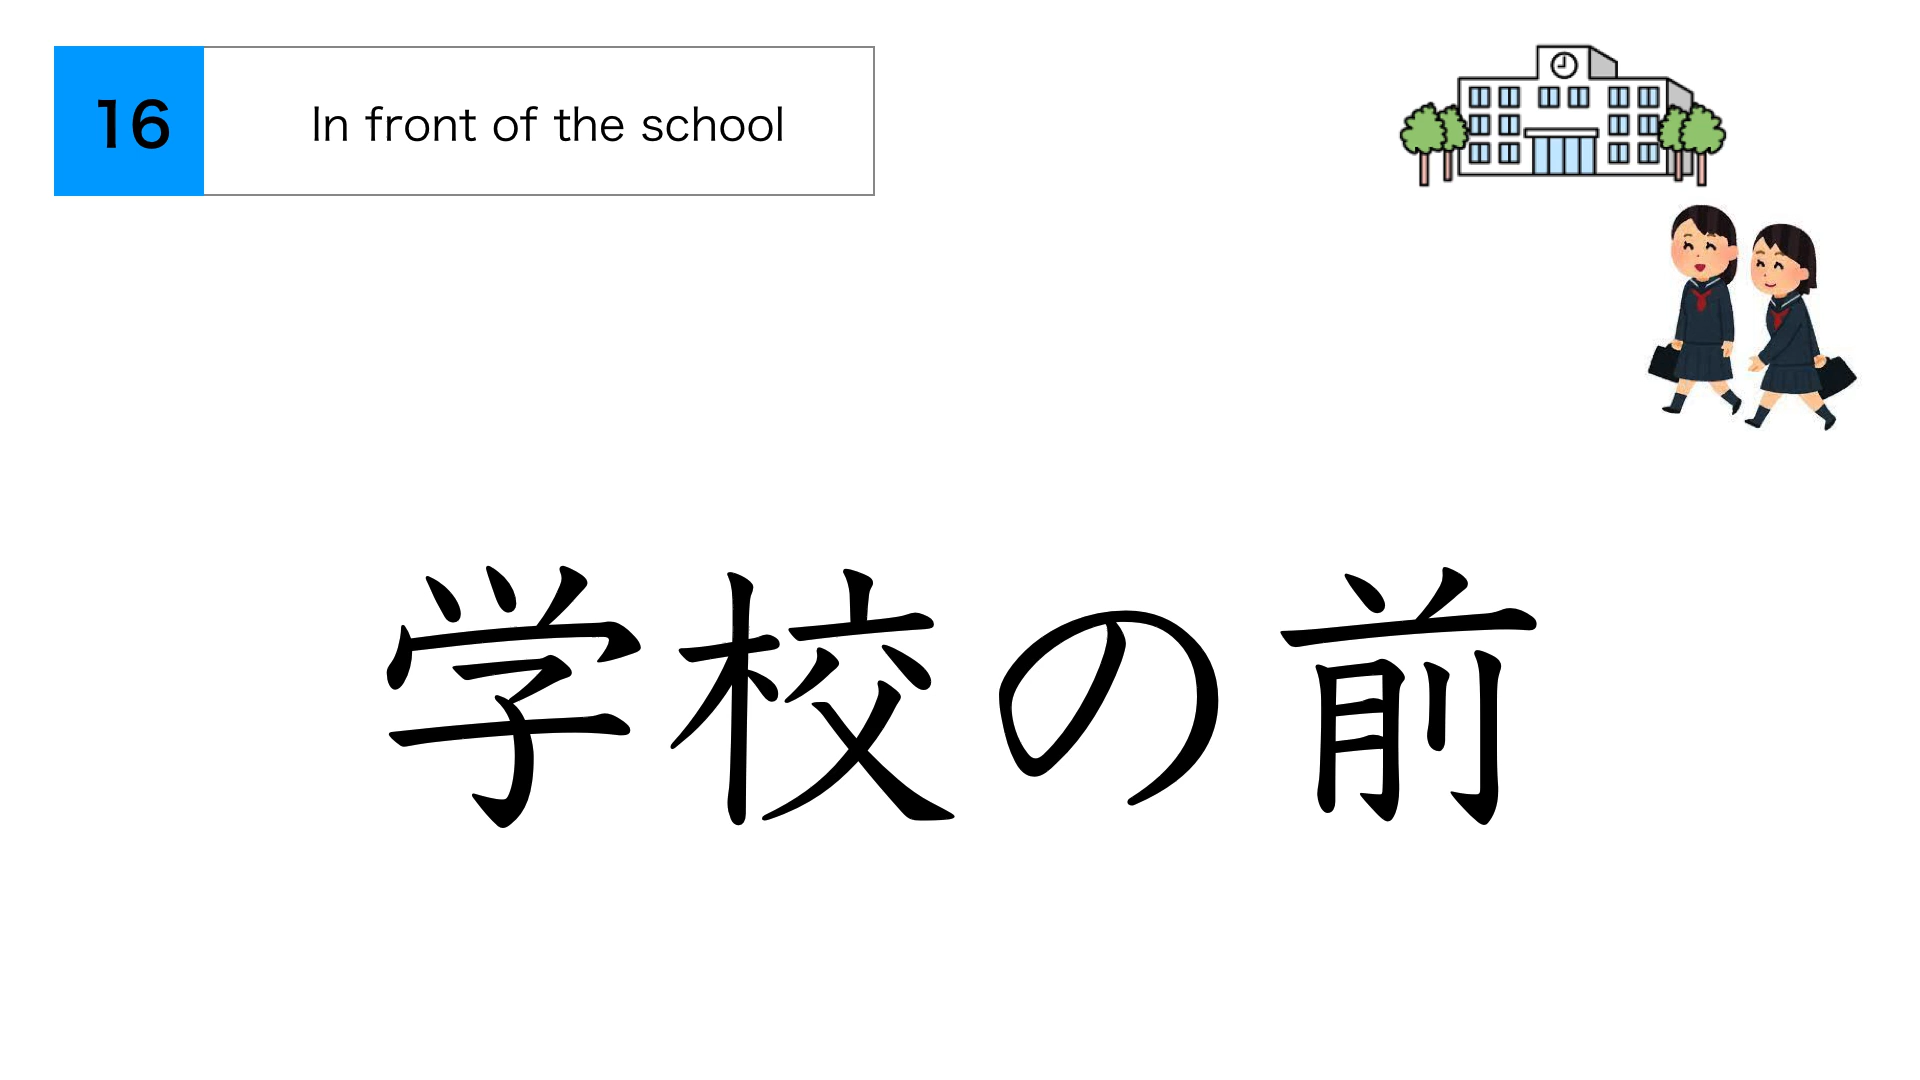 16
In front of the school
学校の前